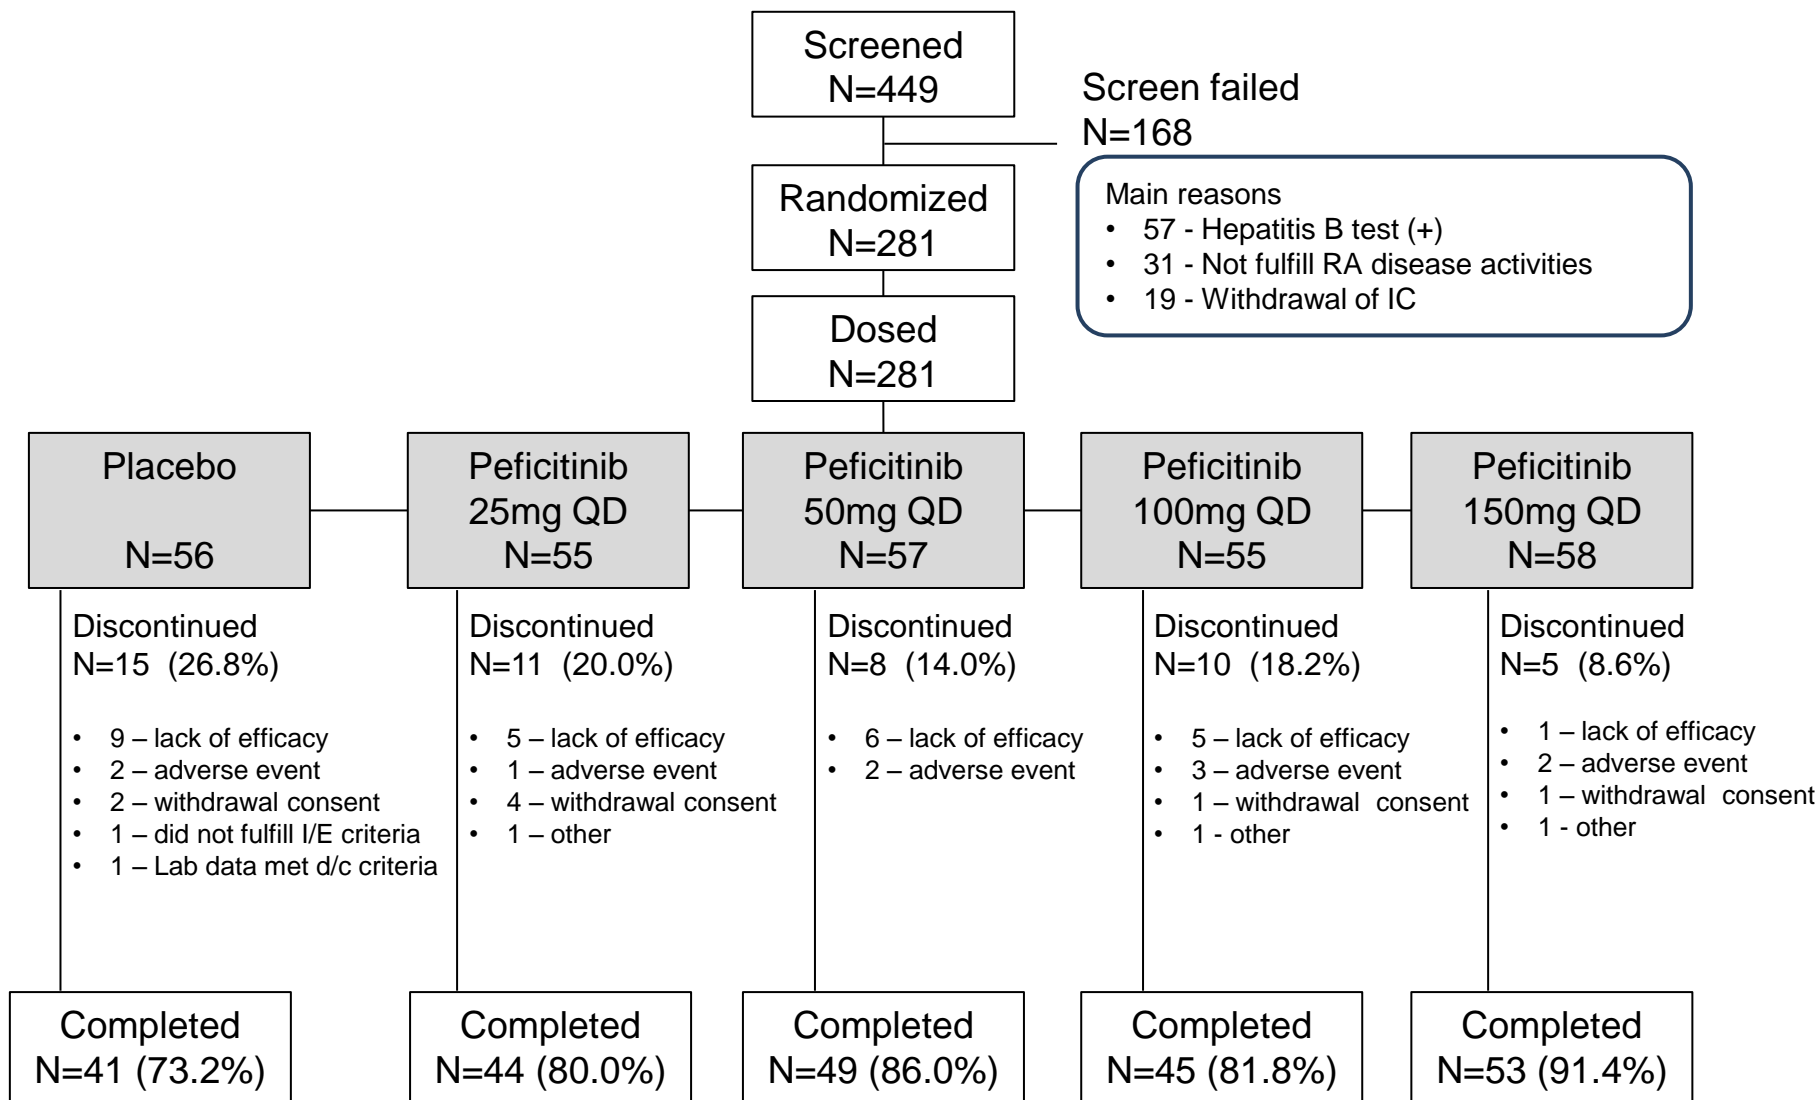 Screened
N=449
Screen failed
N=168
Main reasons
• 57 - Hepatitis B test (+)
• 31 - Not fulfill RA disease activities
• 19 - Withdrawal of IC
Randomized
N=281
Dosed
N=281
Placebo
N=56
Peficitinib
25mg QD
N=55
Peficitinib
50mg QD
N=57
Peficitinib
100mg QD
N=55
Peficitinib
150mg QD
N=58
Discontinued
N=15 (26.8%)
• 9 – lack of efficacy
• 2 – adverse event
• 2 – withdrawal consent
• 1 – did not fulfill I/E criteria
• 1 – Lab data met d/c criteria
Discontinued
N=11 (20.0%)
• 5 – lack of efficacy
• 1 – adverse event
• 4 – withdrawal consent
• 1 – other
Discontinued
N=8 (14.0%)
• 6 – lack of efficacy
• 2 – adverse event
Discontinued
N=10 (18.2%)
• 5 – lack of efficacy
• 3 – adverse event
• 1 – withdrawal consent
• 1 - other
Discontinued
N=5 (8.6%)
• 1 – lack of efficacy
• 2 – adverse event
• 1 – withdrawal consent
• 1 - other
Completed
N=41 (73.2%)
Completed
N=44 (80.0%)
Completed
N=49 (86.0%)
Completed
N=45 (81.8%)
Completed
N=53 (91.4%)